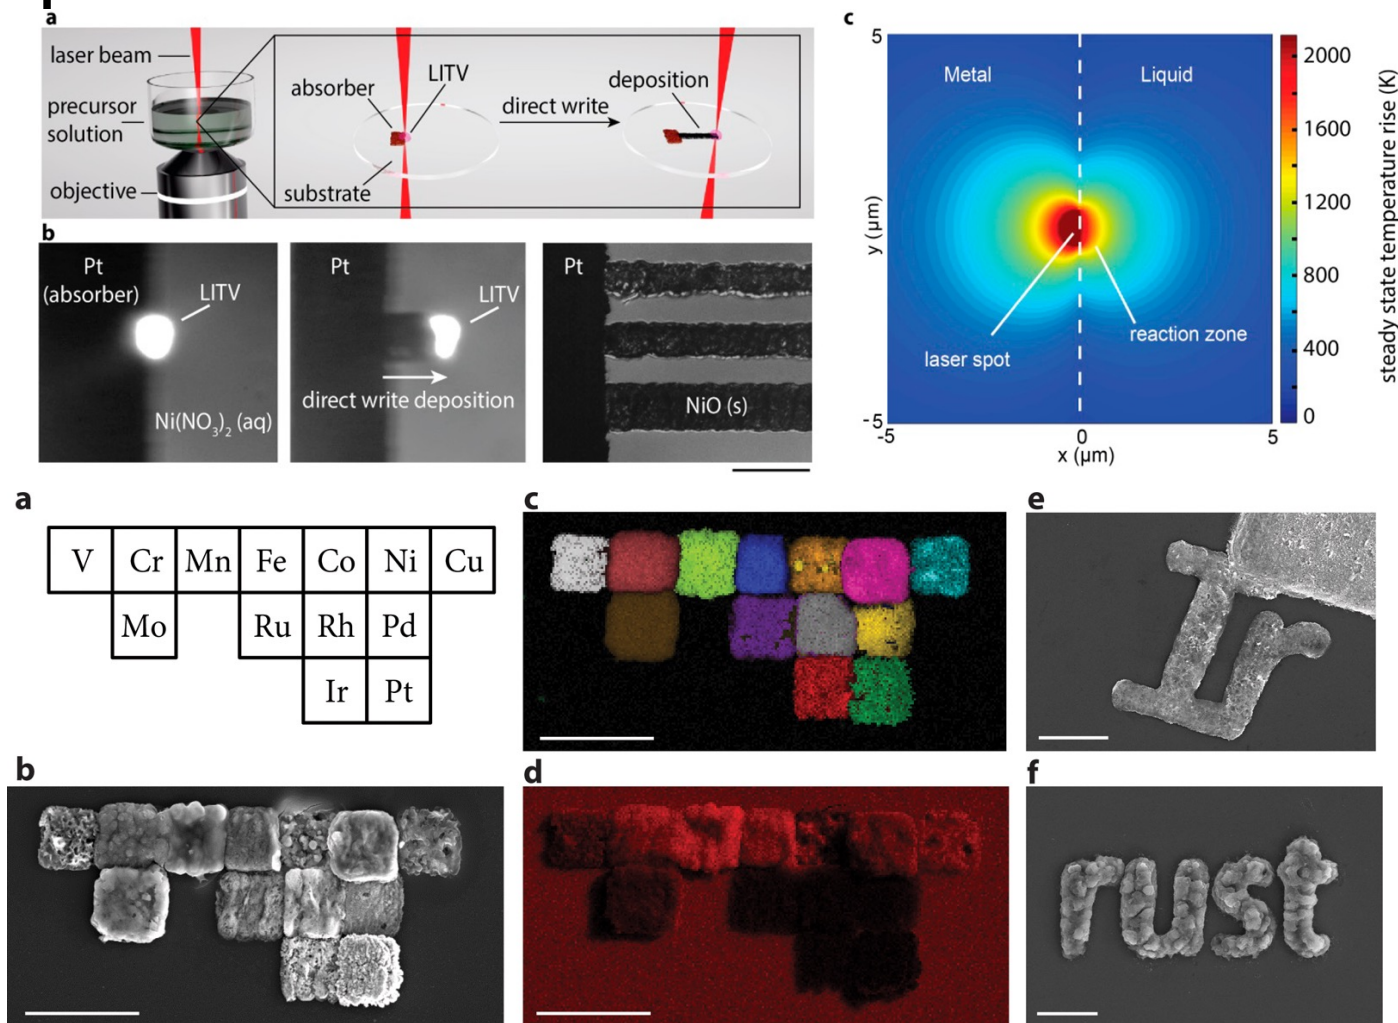 a
laser beam
precursor
solution
objective
absorber
LITV
substrate
direct write
deposition
b
Pt
(absorber)
LITV
Ni(NO3)2 (aq)
Pt
LITV
direct write deposition
Pt
NiO (s)
c
5
Metal
Liquid
y (µm)
laser spot
reaction zone
-5
-5
0
5
x (µm)
2000
1600
1200
800
400
0
steady state temperature rise (K)
a
V Cr Mn Fe Co Ni Cu
Mo Ru Rh Pd
Ir Pt
b
c
d
e
Ir
f
rust